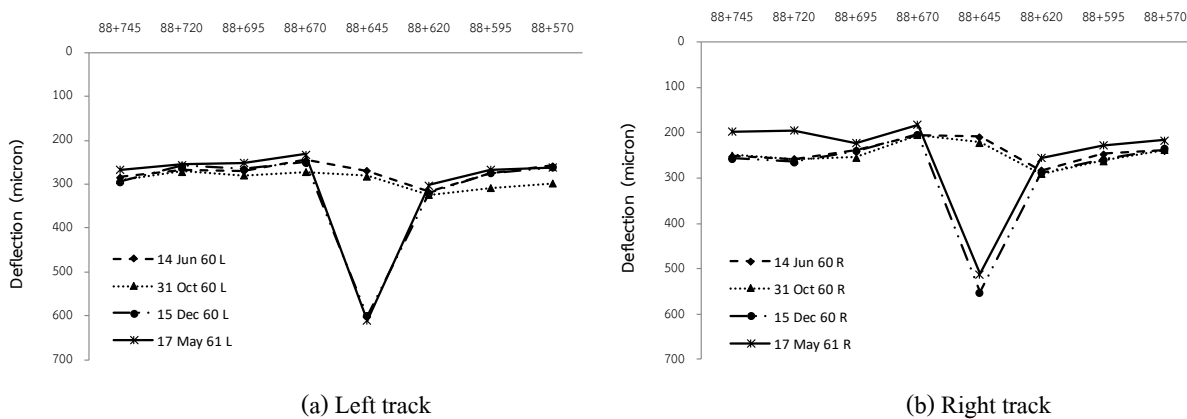 88+745 88+720 88+695 88+670 88+645 88+620 88+595 88+570
0
100
200
300
400
500
600
700
Deflection (micron)
14 Jun 60 L
31 Oct 60 L
15 Dec 60 L
17 May 61 L
(a) Left track
88+745 88+720 88+695 88+670 88+645 88+620 88+595 88+570
0
100
200
300
400
500
600
700
Deflection (micron)
14 Jun 60 R
31 Oct 60 R
15 Dec 60 R
17 May 61 R
(b) Right track